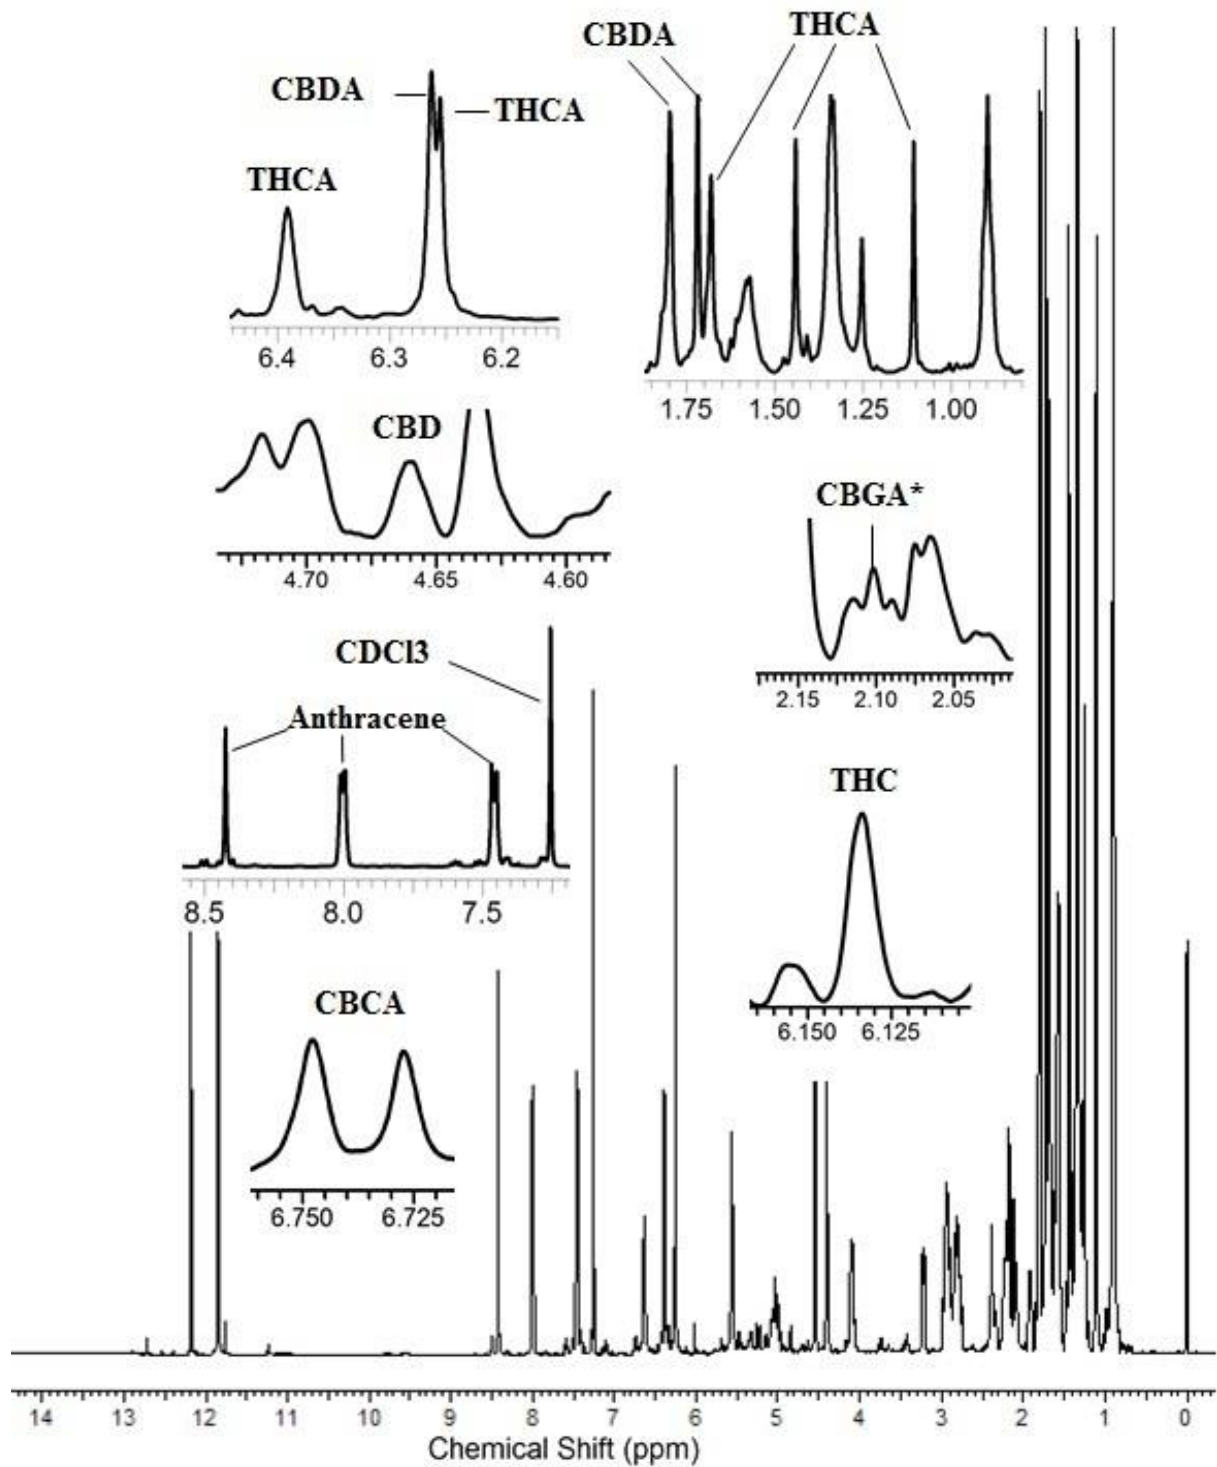 CBDA THCA
CBDA THCA
THCA
6.4 6.3 6.2
1.75 1.50 1.25 1.00
CBD
4.70 4.65 4.60
CBGA*
2.15 2.10 2.05
CDCl3
Anthracene
8.5 8.0 7.5
THC
6.150 6.125
CBCA
6.750 6.725
14 13 12 11 10 9 8 7 6 5 4 3 2 1 0
Chemical Shift (ppm)